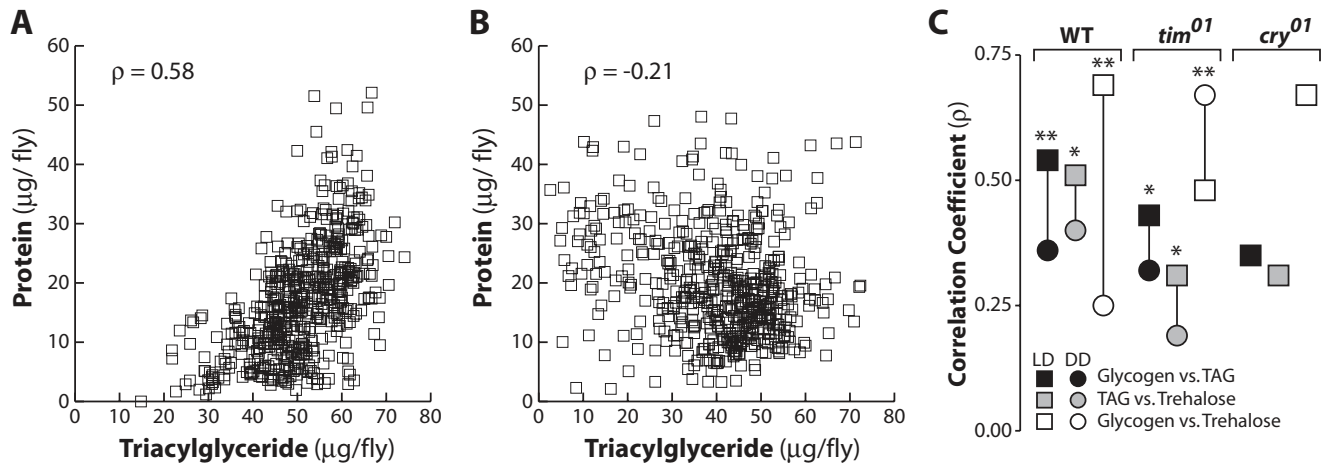 A
ρ = 0.58
Protein (µg/ fly)
60
50
40
30
20
10
0
0 10 20 30 40 50 60 70 80
Triacylglyceride (µg/fly)
B
ρ = -0.21
Protein (µg/ fly)
60
50
40
30
20
10
0
0 10 20 30 40 50 60 70 80
Triacylglyceride (µg/fly)
C
WT tim01 cry01
Correlation Coefficient (ρ)
0.75
0.50
0.25
0.00
** * ** * * **
LD DD
Glycogen vs. TAG
TAG vs. Trehalose
Glycogen vs. Trehalose